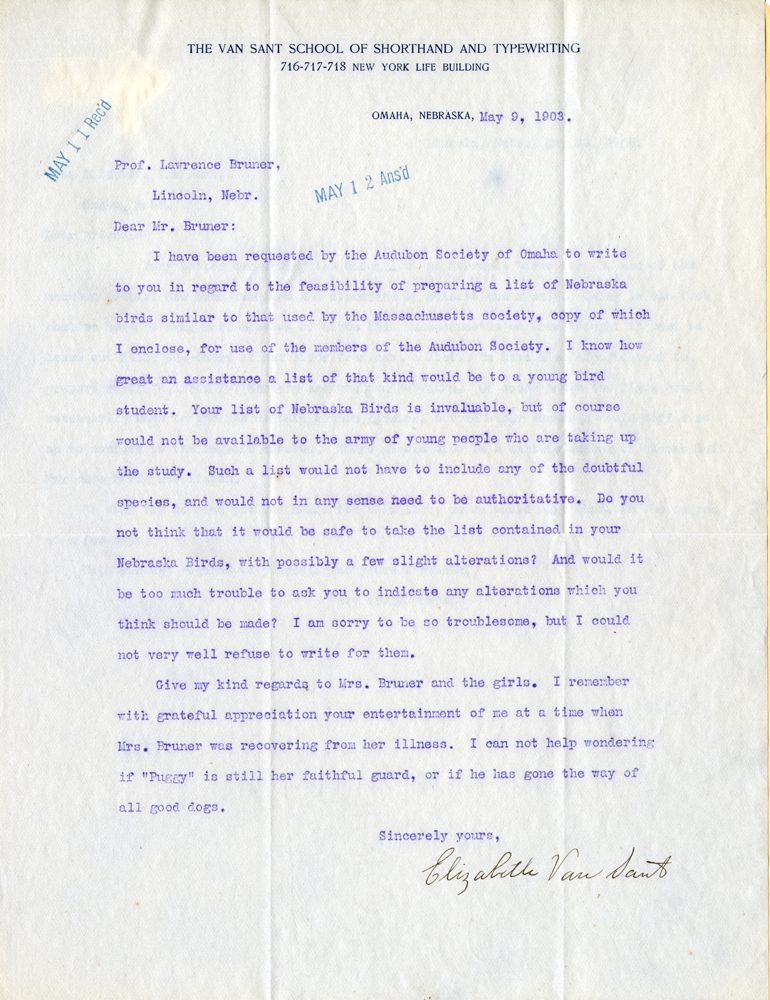 THE VAN SANT SCHOOL OF SHORTHAND AND TYPEWRITING
716-717-718 NEW YORK LIFE BUILDING
OMAHA, NEBRASKA, May 9, 1903.
MAY 11 Rec'd
Prof. Lawrence Bruner,
Lincoln, Nebr.
MAY 12 Ans'd
Dear Mr. Bruner:
I have been requested by the Audubon Society of Omaha to write
to you in regard to the feasibility of preparing a list of Nebraska
birds similar to that used by the Massachusetts society, copy of which
I enclose, for use of the members of the Audubon Society. I know how
great an assistance a list of that kind would be to a young bird
student. Your list of Nebraska Birds is invaluable, but of course
would not be available to the army of young people who are taking up
the study. Such a list would not have to include any of the doubtful
species, and would not in any sense need to be authoritative. Do you
not think that it would be safe to take the list contained in your
Nebraska Birds, with possibly a few slight alterations? And would it
be too much trouble to ask you to indicate any alterations which you
think should be made? I am sorry to be so troublesome, but I could
not very well refuse to write for them.
Give my kind regards to Mrs. Bruner and the girls. I remember
with grateful appreciation your entertainment of me at a time when
Mrs. Bruner was recovering from her illness. I can not help wondering
if "Puggy" is still her faithful guard, or if he has gone the way of
all good dogs.
Sincerely yours,
Elizabeth Van Sant